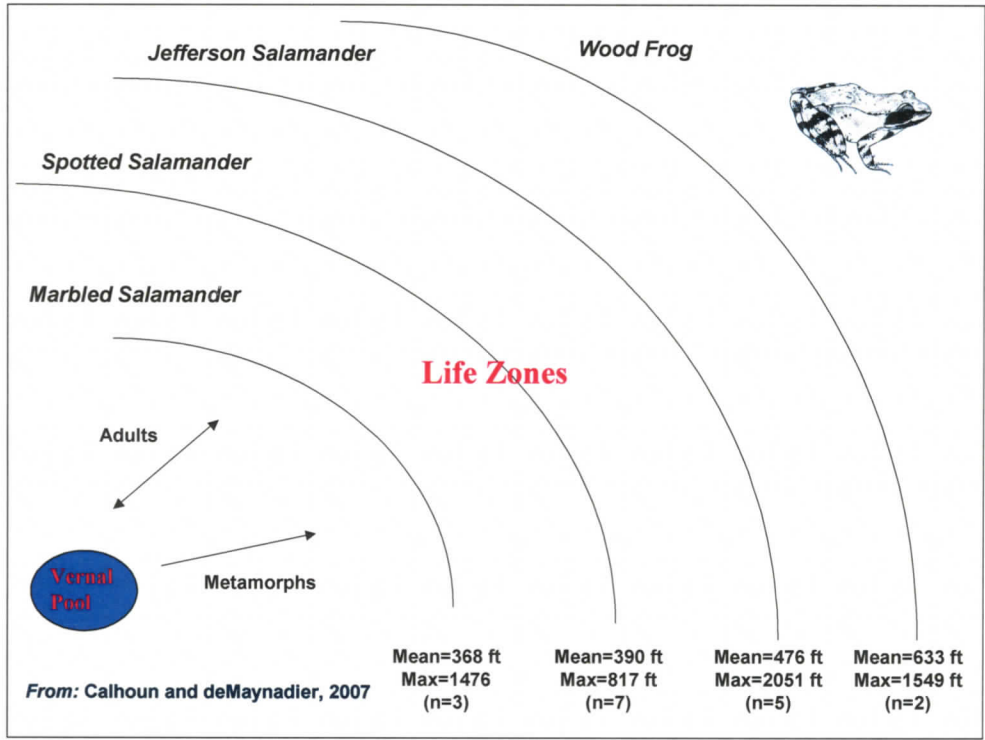 Jefferson Salamander
Wood Frog
Spotted Salamander
Marbled Salamander
Life Zones
Adults
Metamorphs
Vernal
Pool
Mean=368 ft
Max=1476
(n=3)
Mean=390 ft
Max=817 ft
(n=7)
Mean=476 ft
Max=2051 ft
(n=5)
Mean=633 ft
Max=1549 ft
(n=2)
From: Calhoun and deMaynadier, 2007